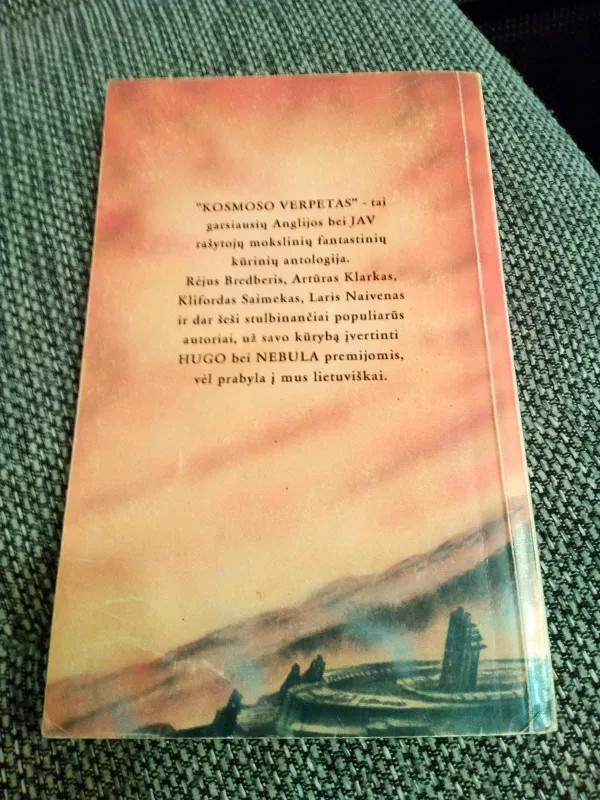 "KOSMOSO VERPETAS" - tai
garsiausių Anglijos bei JAV
rašytojų mokslinių fantastinių
kūrinių antologija.
Rėjus Bredberis, Artūras Klarkas,
Klifordas Saimekas, Laris Naivenas
ir dar šeši stulbinančiai populiarūs
autoriai, už savo kūrybą įvertinti
HUGO bei NEBULA premijomis,
vėl prabyla į mus lietuviškai.